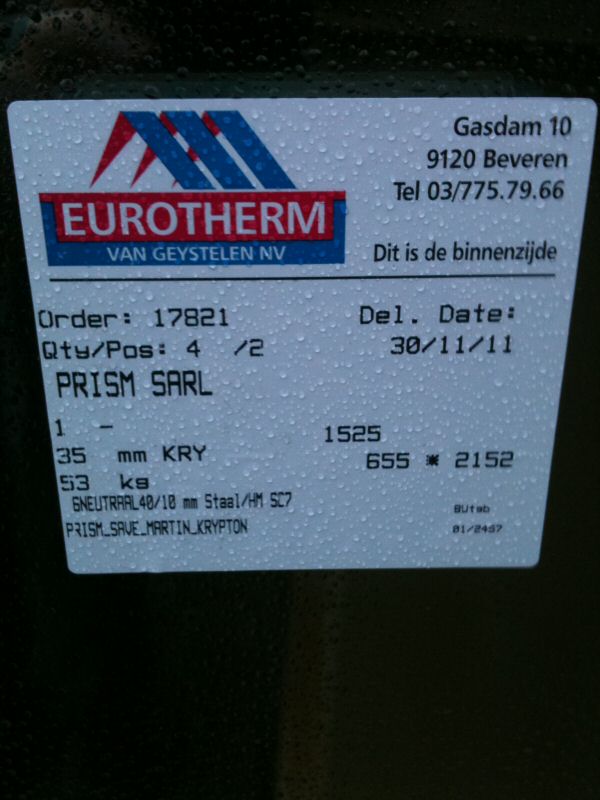 EUROTHERM
VAN GEYSTELEN NV
Gasdam 10
9120 Beveren
Tel 03/775.79.66
Dit is de binnenzijde
Order: 17821
Del. Date:
Qty/Pos: 4 /2
30/11/11
PRISM SARL
1 -
1525
35 mm KRY
655 * 2152
53 kg
6NEUTRAAL40/10 mm Staal/HM SC7
PRISM_SAVE_MARTIN_KRYPTON